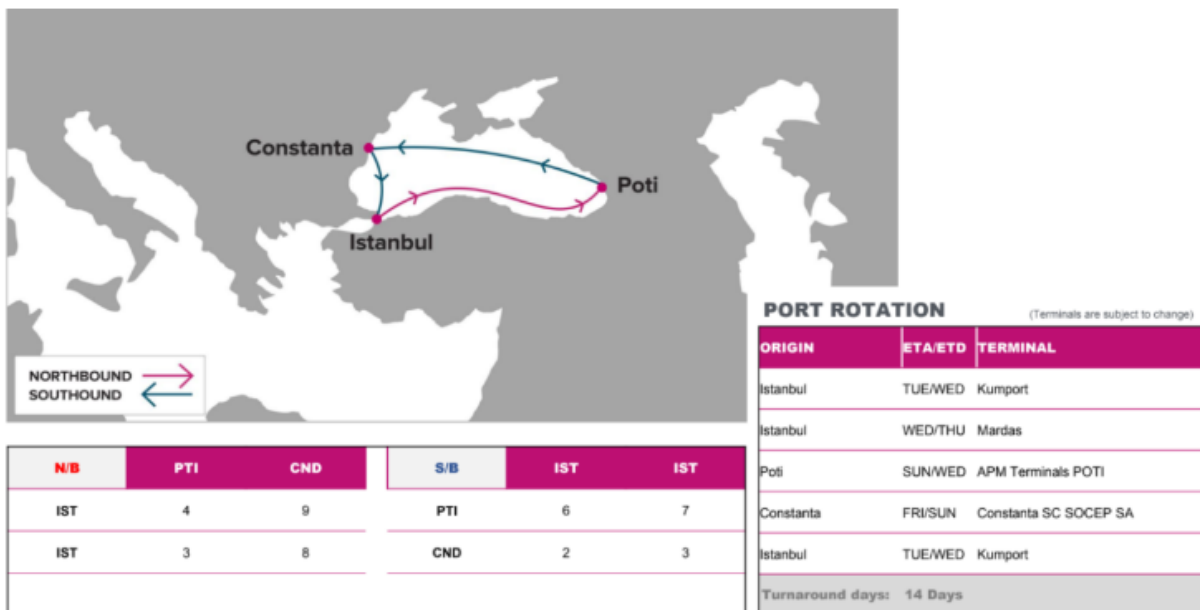 Constanta
Poti
Istanbul
NORTHBOUND
SOUTHOUND
PORT ROTATION (Terminals are subject to change)
ORIGIN ETA/ETD TERMINAL
Istanbul TUE/WED Kumport
Istanbul WED/THU Mardas
Poti SUN/WED APM Terminals POTI
Constanta FRI/SUN Constanta SC SOCEP SA
Istanbul TUE/WED Kumport
Turnaround days: 14 Days
N/B PTI CND
IST 4 9
IST 3 8
S/B IST IST
PTI 6 7
CND 2 3